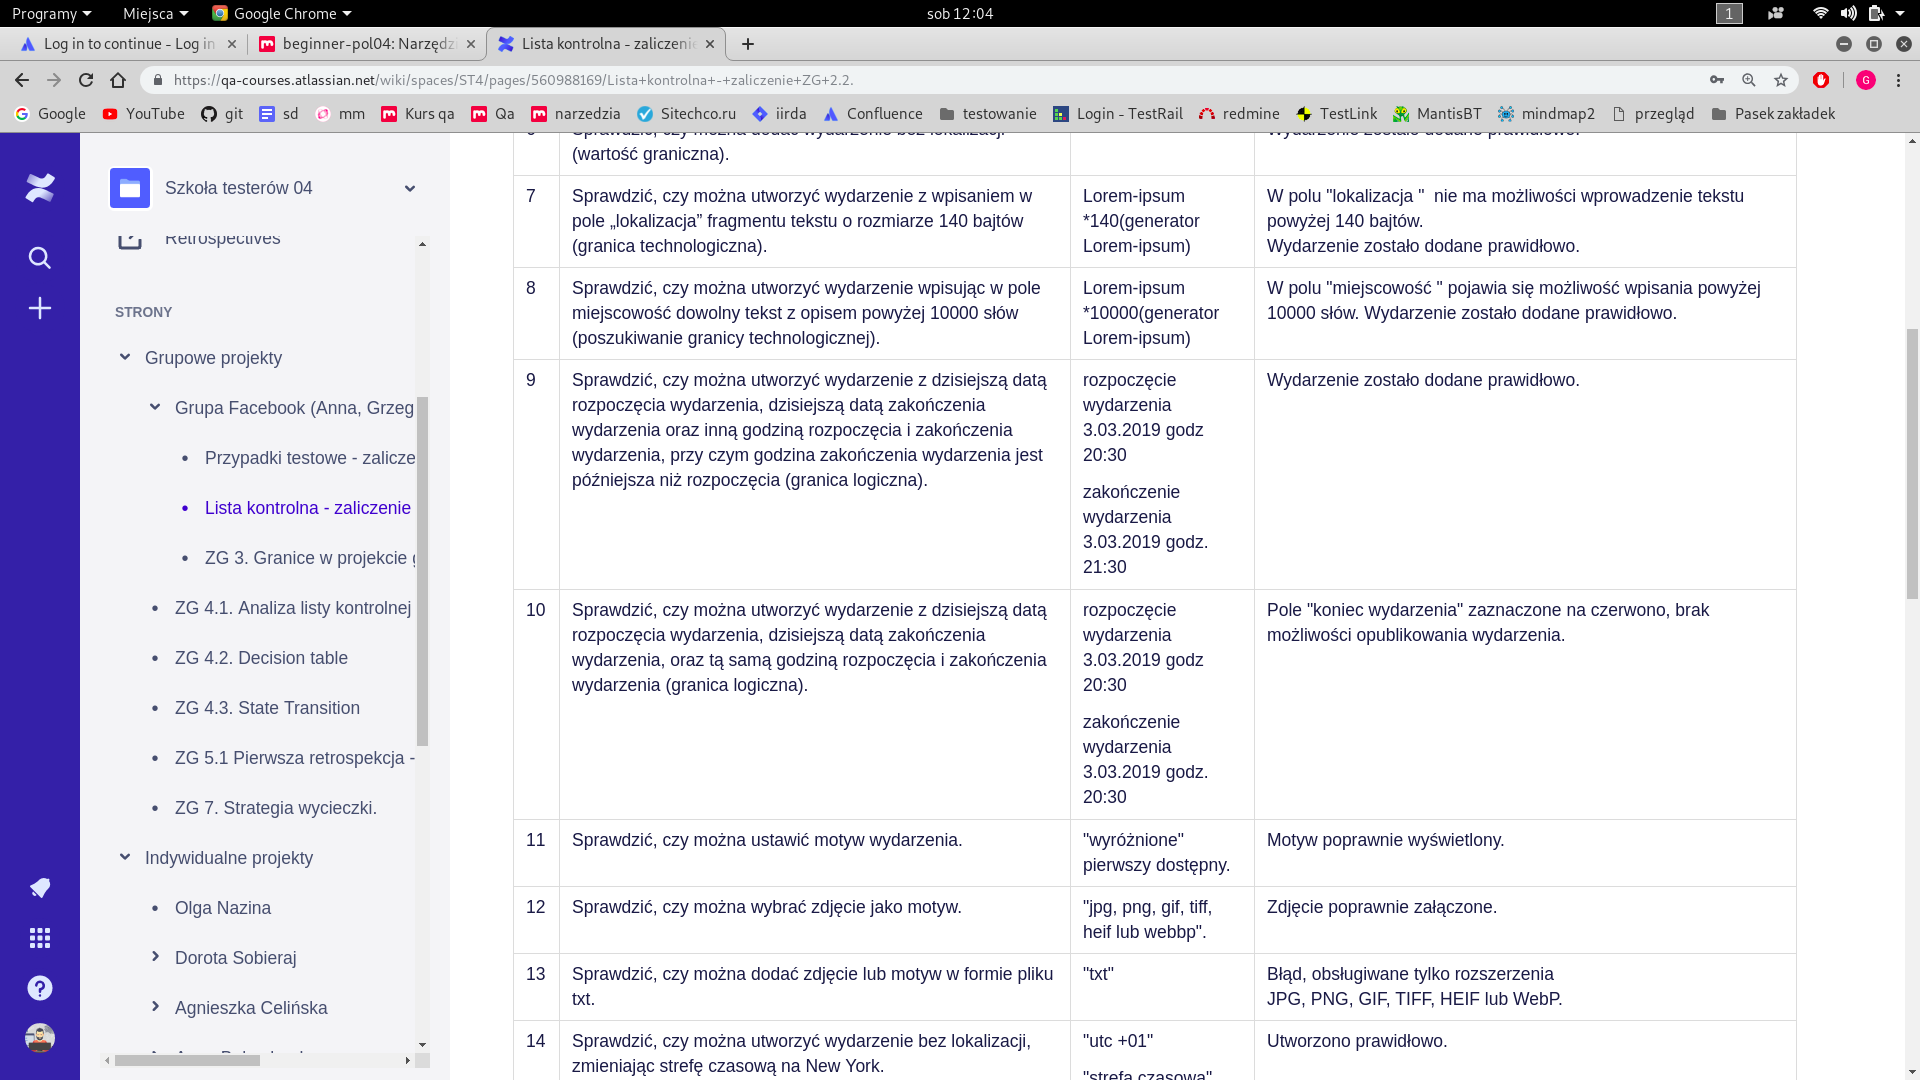 Programy
Miejsca
Google Chrome
sob 12:04
1
Log in to continue - Log in
beginner-pol04: Narzędzi
Lista kontrolna - zaliczenie
https://qa-courses.atlassian.net/wiki/spaces/ST4/pages/560988169/Lista+kontrolna+-+zaliczenie+ZG+2.2.
G
Google
YouTube
git
sd
mm
Kurs qa
Qa
narzedzia
Sitechco.ru
iirda
Confluence
testowanie
Login - TestRail
redmine
TestLink
MantisBT
mindmap2
przegląd
Pasek zakładek
Szkoła testerów 04
Retrospectives
STRONY
Grupowe projekty
Grupa Facebook (Anna, Grzeg
Przypadki testowe - zalicze
Lista kontrolna - zaliczenie
ZG 3. Granice w projekcie g
ZG 4.1. Analiza listy kontrolnej
ZG 4.2. Decision table
ZG 4.3. State Transition
ZG 5.1 Pierwsza retrospekcja -
ZG 7. Strategia wycieczki.
Indywidualne projekty
Olga Nazina
Dorota Sobieraj
Agnieszka Celińska
Sprawdzić, czy można dodać wydarzenie bez lokalizacji
(wartość graniczna).
Wydarzenie zostało dodane prawidłowo.
7
Sprawdzić, czy można utworzyć wydarzenie z wpisaniem w
pole „lokalizacja” fragmentu tekstu o rozmiarze 140 bajtów
(granica technologiczna).
Lorem-ipsum
*140(generator
Lorem-ipsum)
W polu "lokalizacja "  nie ma możliwości wprowadzenie tekstu
powyżej 140 bajtów.
Wydarzenie zostało dodane prawidłowo.
8
Sprawdzić, czy można utworzyć wydarzenie wpisując w pole
miejscowość dowolny tekst z opisem powyżej 10000 słów
(poszukiwanie granicy technologicznej).
Lorem-ipsum
*10000(generator
Lorem-ipsum)
W polu "miejscowość " pojawia się możliwość wpisania powyżej
10000 słów. Wydarzenie zostało dodane prawidłowo.
9
Sprawdzić, czy można utworzyć wydarzenie z dzisiejszą datą
rozpoczęcia wydarzenia, dzisiejszą datą zakończenia
wydarzenia oraz inną godziną rozpoczęcia i zakończenia
wydarzenia, przy czym godzina zakończenia wydarzenia jest
późniejsza niż rozpoczęcia (granica logiczna).
rozpoczęcie
wydarzenia
3.03.2019 godz
20:30
zakończenie
wydarzenia
3.03.2019 godz.
21:30
Wydarzenie zostało dodane prawidłowo.
10
Sprawdzić, czy można utworzyć wydarzenie z dzisiejszą datą
rozpoczęcia wydarzenia, dzisiejszą datą zakończenia
wydarzenia, oraz tą samą godziną rozpoczęcia i zakończenia
wydarzenia (granica logiczna).
rozpoczęcie
wydarzenia
3.03.2019 godz
20:30
zakończenie
wydarzenia
3.03.2019 godz.
20:30
Pole "koniec wydarzenia" zaznaczone na czerwono, brak
możliwości opublikowania wydarzenia.
11
Sprawdzić, czy można ustawić motyw wydarzenia.
"wyróżnione"
pierwszy dostępny.
Motyw poprawnie wyświetlony.
12
Sprawdzić, czy można wybrać zdjęcie jako motyw.
"jpg, png, gif, tiff,
heif lub webbp".
Zdjęcie poprawnie załączone.
13
Sprawdzić, czy można dodać zdjęcie lub motyw w formie pliku
txt.
"txt"
Błąd, obsługiwane tylko rozszerzenia
JPG, PNG, GIF, TIFF, HEIF lub WebP.
14
Sprawdzić, czy można utworzyć wydarzenie bez lokalizacji,
zmieniając strefę czasową na New York.
"utc +01"
"strefa czasowa"
Utworzono prawidłowo.